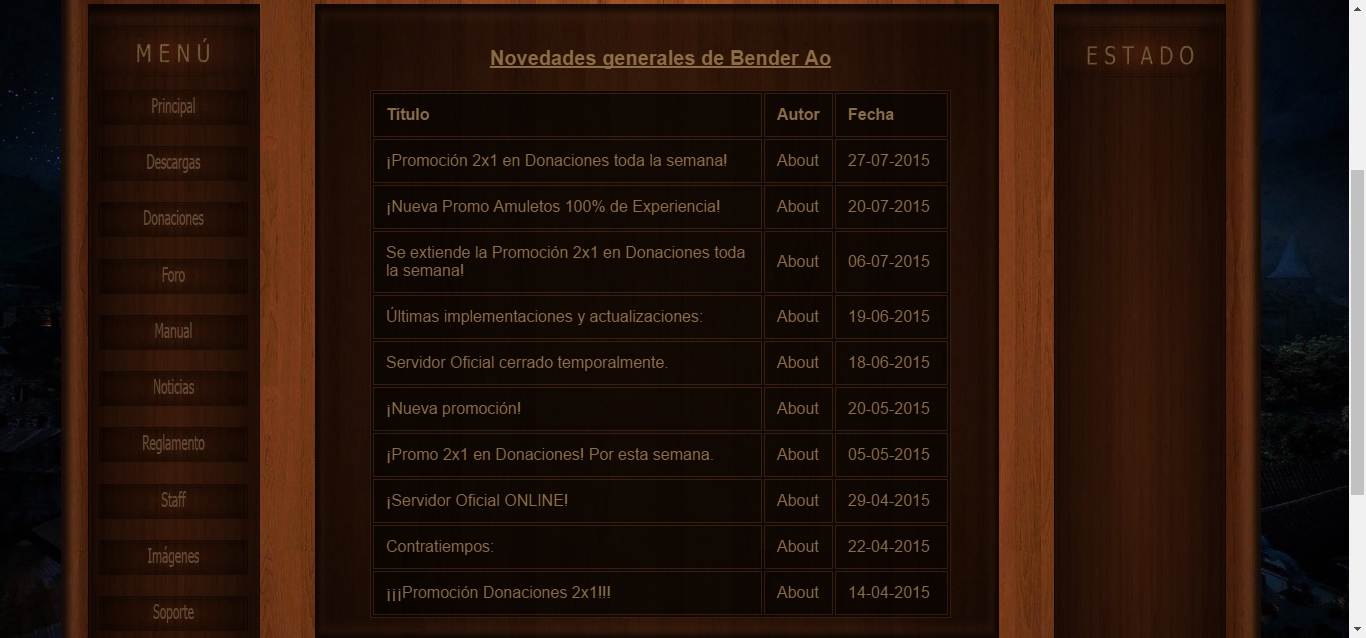 MENÚ
Principal
Descargas
Donaciones
Foro
Manual
Noticias
Reglamento
Staff
Imágenes
Soporte
Novedades generales de Bender Ao
Título Autor Fecha
¡Promoción 2x1 en Donaciones toda la semana! About 27-07-2015
¡Nueva Promo Amuletos 100% de Experiencia! About 20-07-2015
Se extiende la Promoción 2x1 en Donaciones toda
la semana! About 06-07-2015
Últimas implementaciones y actualizaciones: About 19-06-2015
Servidor Oficial cerrado temporalmente. About 18-06-2015
¡Nueva promoción! About 20-05-2015
¡Promo 2x1 en Donaciones! Por esta semana. About 05-05-2015
¡Servidor Oficial ONLINE! About 29-04-2015
Contratiempos: About 22-04-2015
¡¡¡Promoción Donaciones 2x1!!! About 14-04-2015
ESTADO